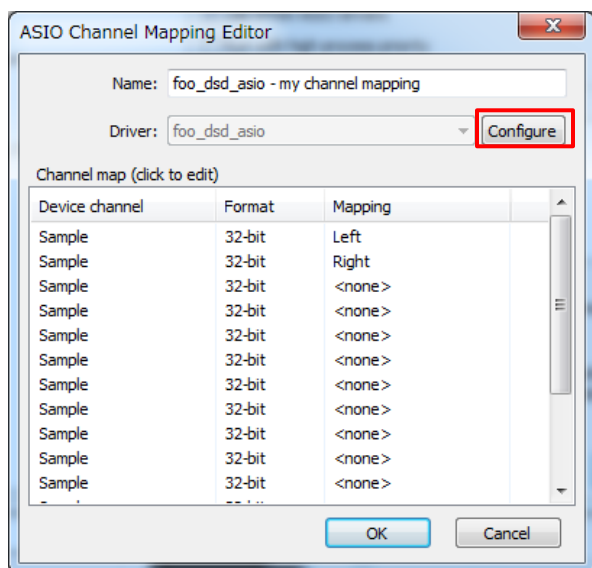 ASIO Channel Mapping Editor
Name: foo_dsd_asio - my channel mapping
Driver: foo_dsd_asio Configure
Channel map (click to edit)
Device channel Format Mapping
Sample 32-bit Left
Sample 32-bit Right
Sample 32-bit <none>
Sample 32-bit <none>
Sample 32-bit <none>
Sample 32-bit <none>
Sample 32-bit <none>
Sample 32-bit <none>
Sample 32-bit <none>
Sample 32-bit <none>
Sample 32-bit <none>
OK Cancel